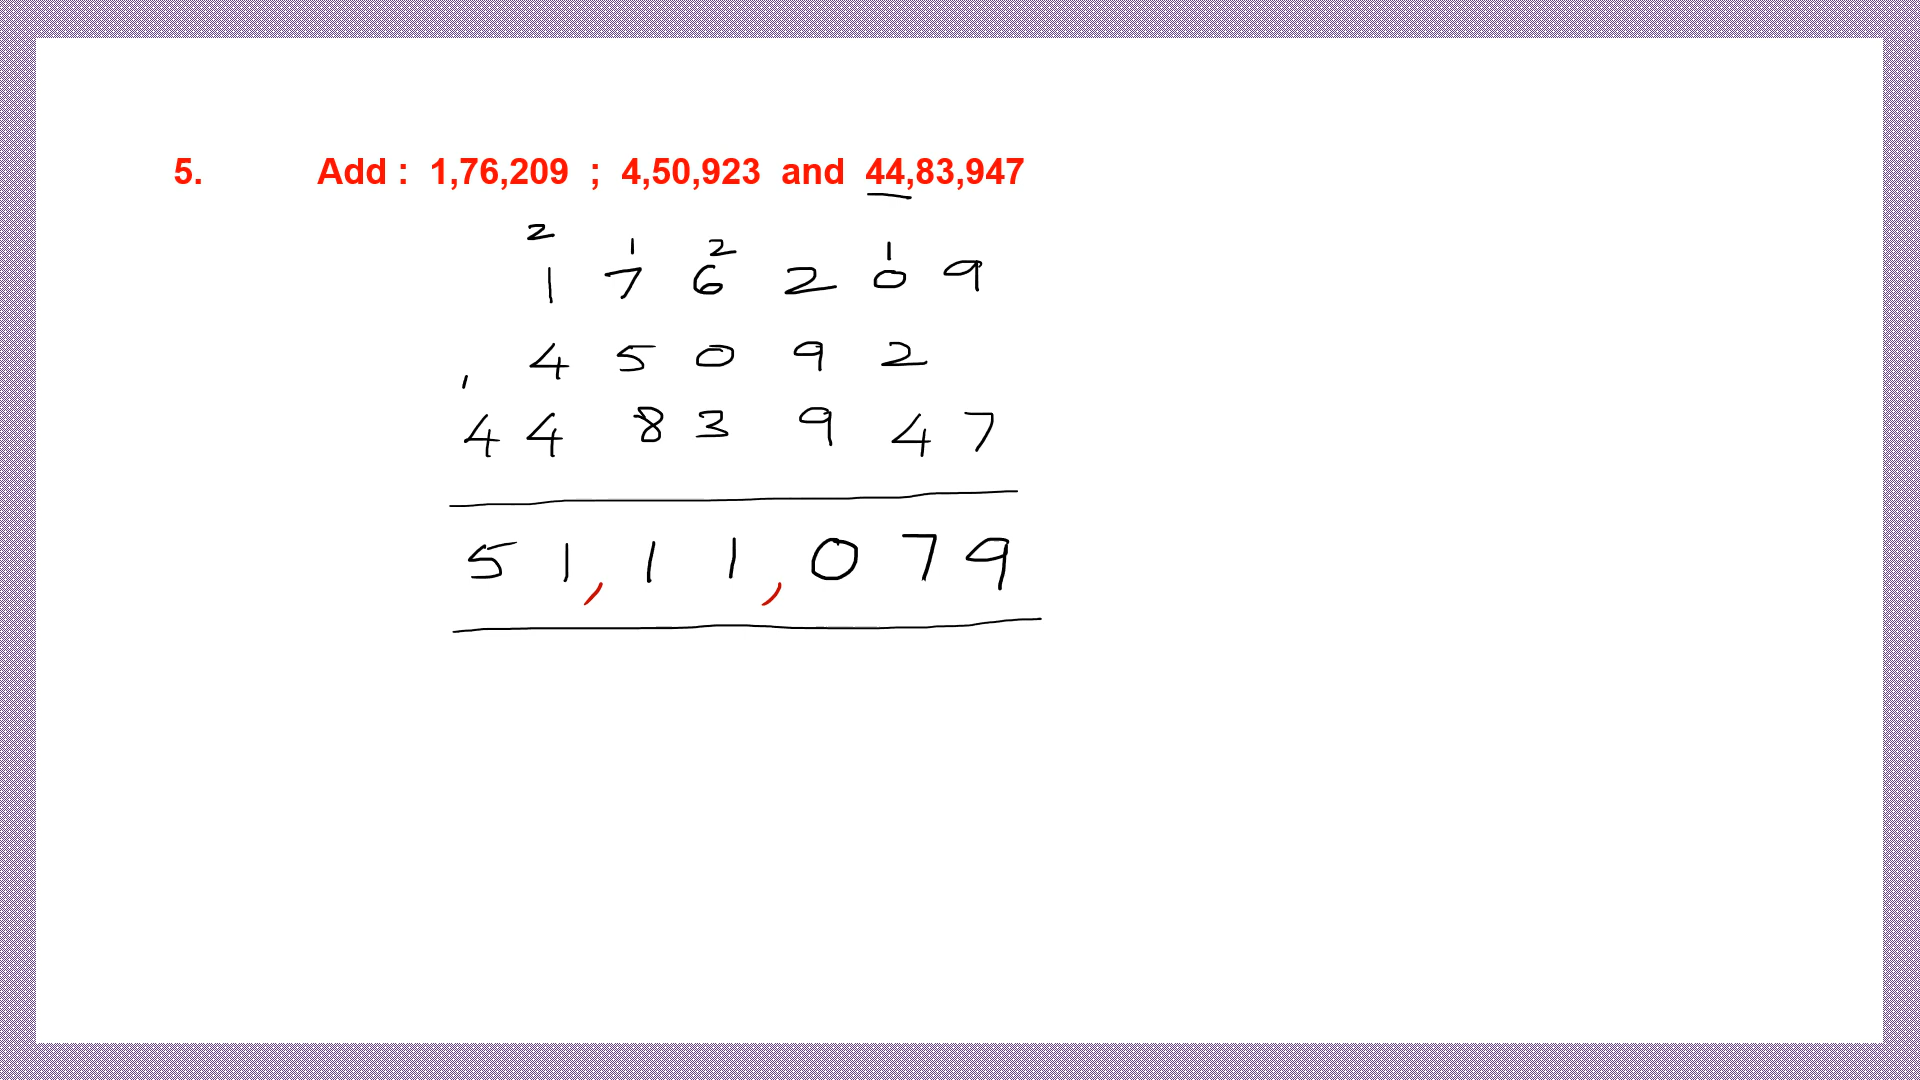 5. Add : 1,76,209 ; 4,50,923 and 44,83,947
2 1 2 1
1 7 6 2 0 9
4 5 0 9 2
1
4 4 8 3 9 4 7
5 1, 1 1, 0 7 9